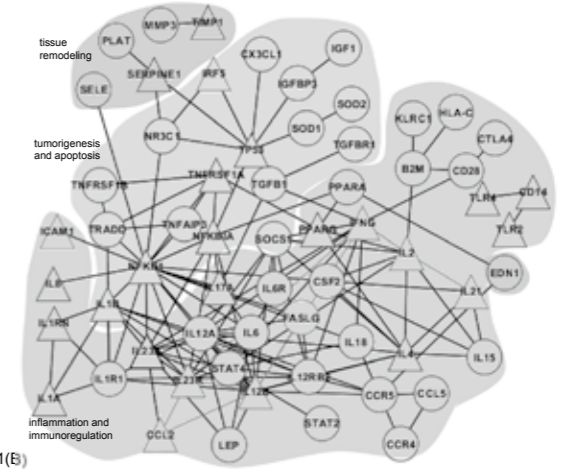 MMP3
TIMP1
PLAT
tissue
remodeling
CX3CL1
IGF1
SERPINE1
IRF5
IGFBP3
SELE
SOD2
KLRC1
HLA-C
SOD1
NR3C1
CTLA4
tumorigenesis
and apoptosis
TP53
TGFBR1
B2M
CD28
TNFRSF1B
TNFRSF1A
TGFB1
PPARA
TLR4
CD14
ICAM1
TRADD
TNFAIP3
NFKBIA
SOCS1
PPARG
IFNG
TLR2
IL2
NFKB1
EDN1
IL8
IL17A
IL6R
CSF2
IL21
IL1B
IL1RN
FASLG
IL12A
IL6
IL18
IL4
IL15
IL23A
STAT4
IL1R1
IL23R
12RB2
IL12B
CCR5
CCL5
IL1A
inflammation and
immunoregulation
STAT2
CCL2
LEP
CCR4